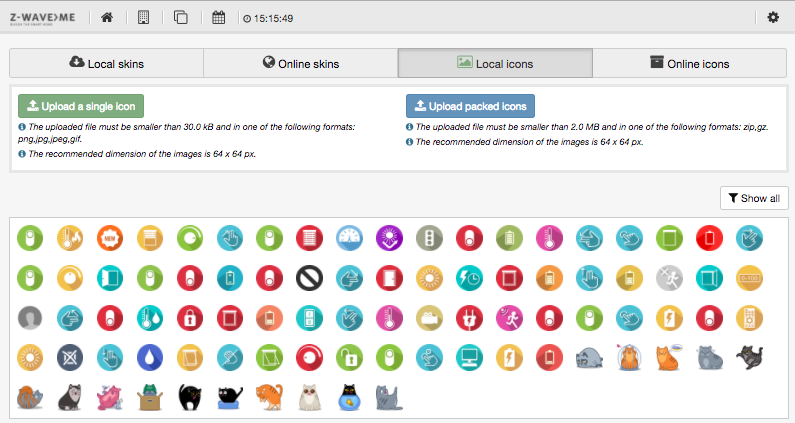 Z-WAVE>ME
15:15:49
Local skins
Online skins
Local icons
Online icons
Upload a single icon
Upload packed icons
The uploaded file must be smaller than 30.0 kB and in one of the following formats:
png,jpg,jpeg,gif.
The recommended dimension of the images is 64 x 64 px.
The uploaded file must be smaller than 2.0 MB and in one of the following formats: zip,gz.
The recommended dimension of the images is 64 x 64 px.
Show all
NEW
0-100